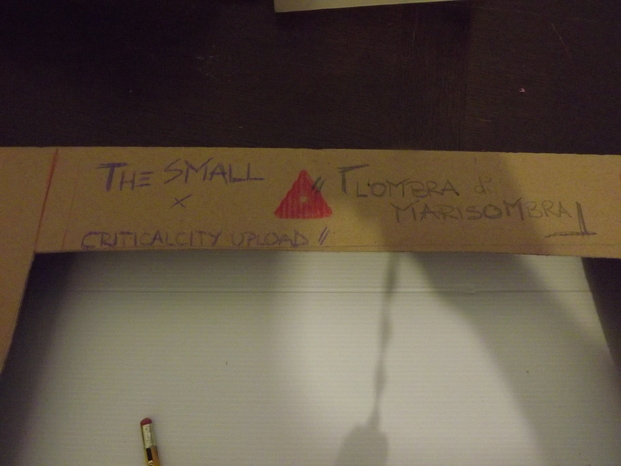 THE SMALL
x
CRITICALCITY UPLOAD
L'OMBRA di
MARISOMBRA